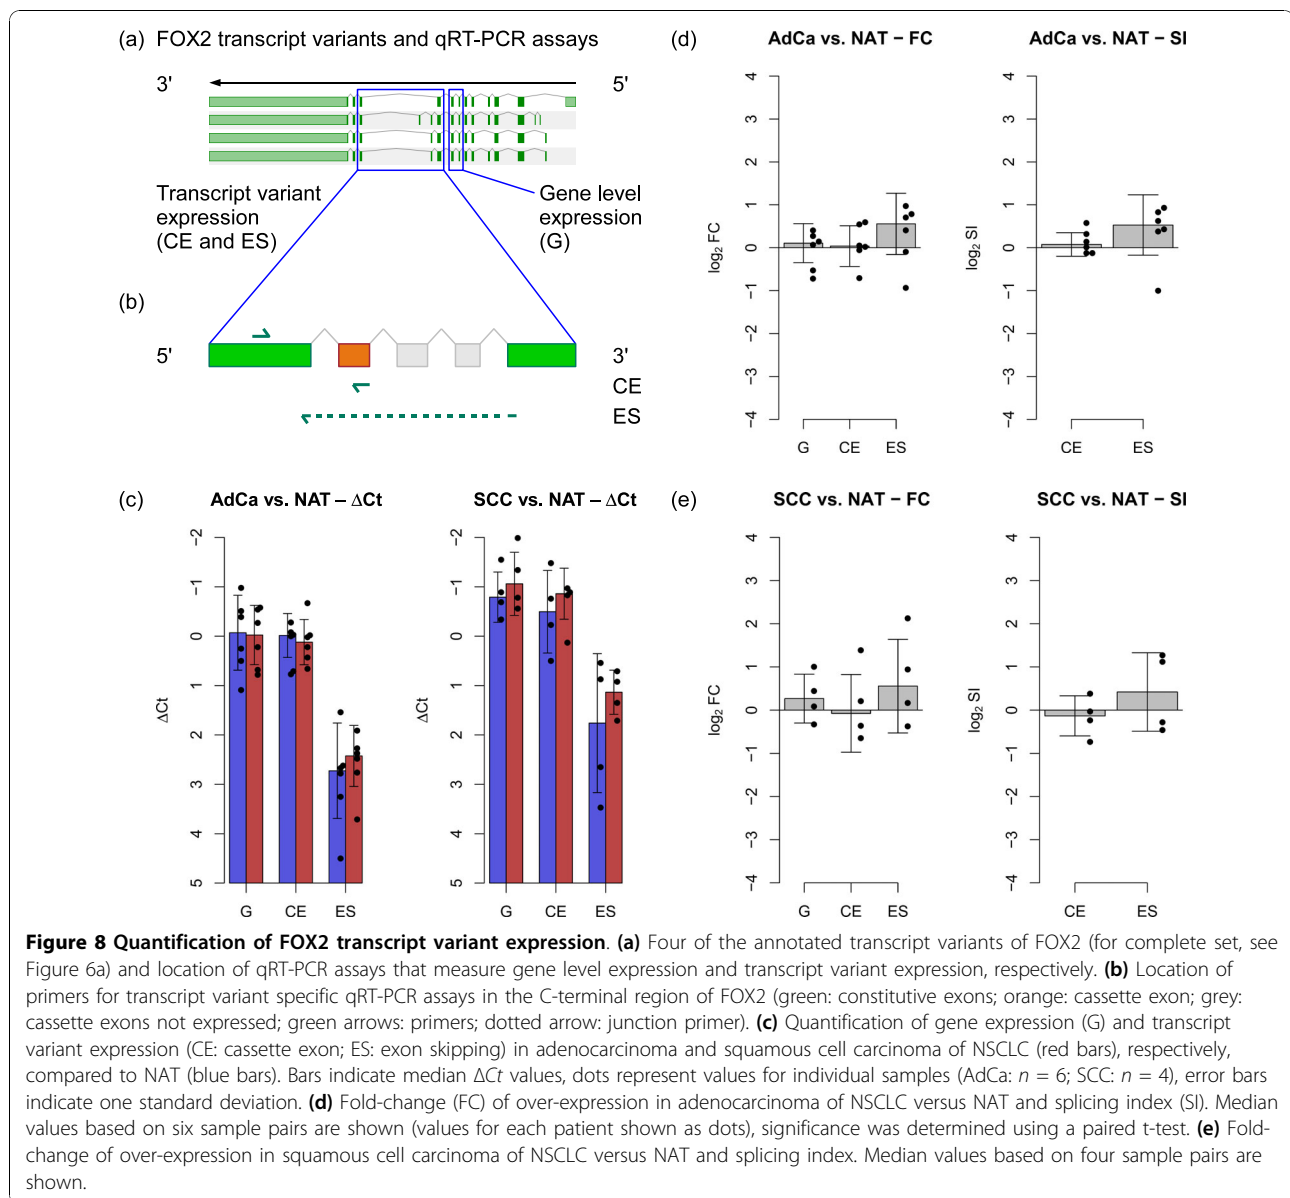 (a) FOX2 transcript variants and qRT-PCR assays
3' 5'
Transcript variant
expression
(CE and ES)
Gene level
expression
(G)
(b)
5' 3'
CE
ES
(c)
AdCa vs. NAT – ΔCt
ΔCt
−2
−1
0
1
2
3
4
5
G CE ES
SCC vs. NAT – ΔCt
ΔCt
−2
−1
0
1
2
3
4
5
G CE ES
(d)
AdCa vs. NAT – FC
log2 FC
4
3
2
1
0
−1
−2
−3
−4
G CE ES
AdCa vs. NAT – SI
log2 SI
4
3
2
1
0
−1
−2
−3
−4
CE ES
(e)
SCC vs. NAT – FC
log2 FC
4
3
2
1
0
−1
−2
−3
−4
G CE ES
SCC vs. NAT – SI
log2 SI
4
3
2
1
0
−1
−2
−3
−4
CE ES
Figure 8 Quantification of FOX2 transcript variant expression. (a) Four of the annotated transcript variants of FOX2 (for complete set, see
Figure 6a) and location of qRT-PCR assays that measure gene level expression and transcript variant expression, respectively. (b) Location of
primers for transcript variant specific qRT-PCR assays in the C-terminal region of FOX2 (green: constitutive exons; orange: cassette exon; grey:
cassette exons not expressed; green arrows: primers; dotted arrow: junction primer). (c) Quantification of gene expression (G) and transcript
variant expression (CE: cassette exon; ES: exon skipping) in adenocarcinoma and squamous cell carcinoma of NSCLC (red bars), respectively,
compared to NAT (blue bars). Bars indicate median ΔCt values, dots represent values for individual samples (AdCa: n = 6; SCC: n = 4), error bars
indicate one standard deviation. (d) Fold-change (FC) of over-expression in adenocarcinoma of NSCLC versus NAT and splicing index (SI). Median
values based on six sample pairs are shown (values for each patient shown as dots), significance was determined using a paired t-test. (e) Fold-
change of over-expression in squamous cell carcinoma of NSCLC versus NAT and splicing index. Median values based on four sample pairs are
shown.